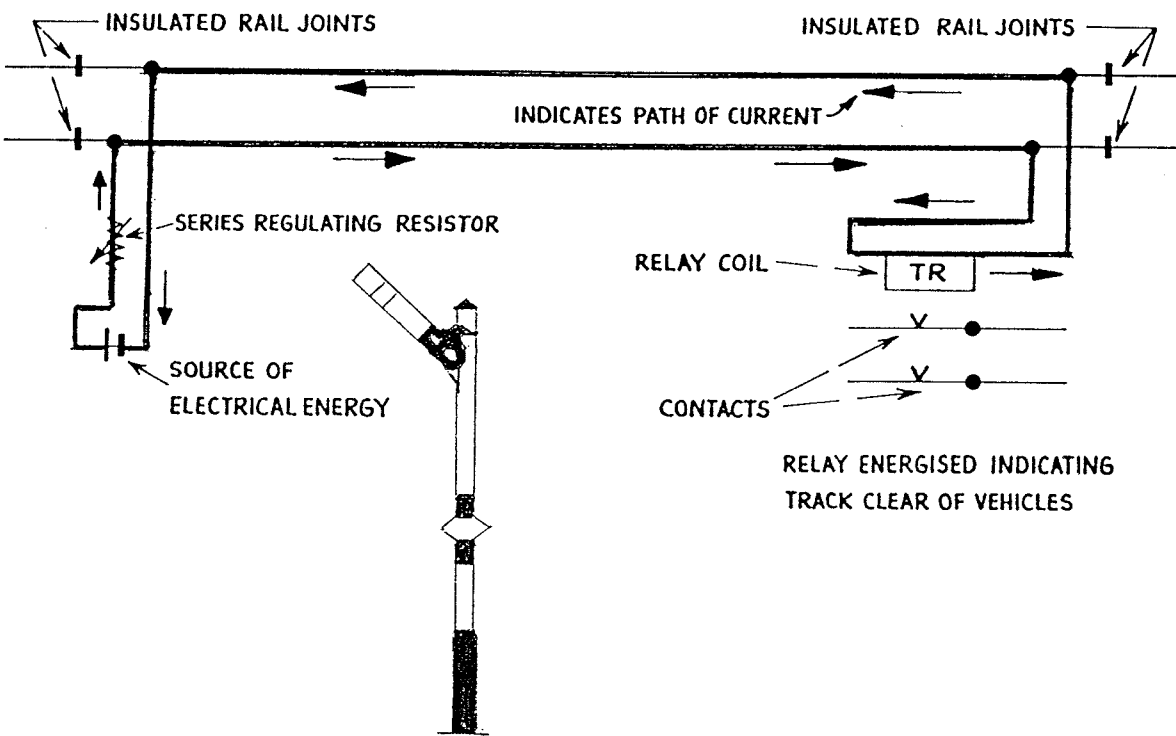 INSULATED RAIL JOINTS
INSULATED RAIL JOINTS
INDICATES PATH OF CURRENT
SERIES REGULATING RESISTOR
RELAY COIL
TR
SOURCE OF
ELECTRICAL ENERGY
CONTACTS
RELAY ENERGISED INDICATING
TRACK CLEAR OF VEHICLES